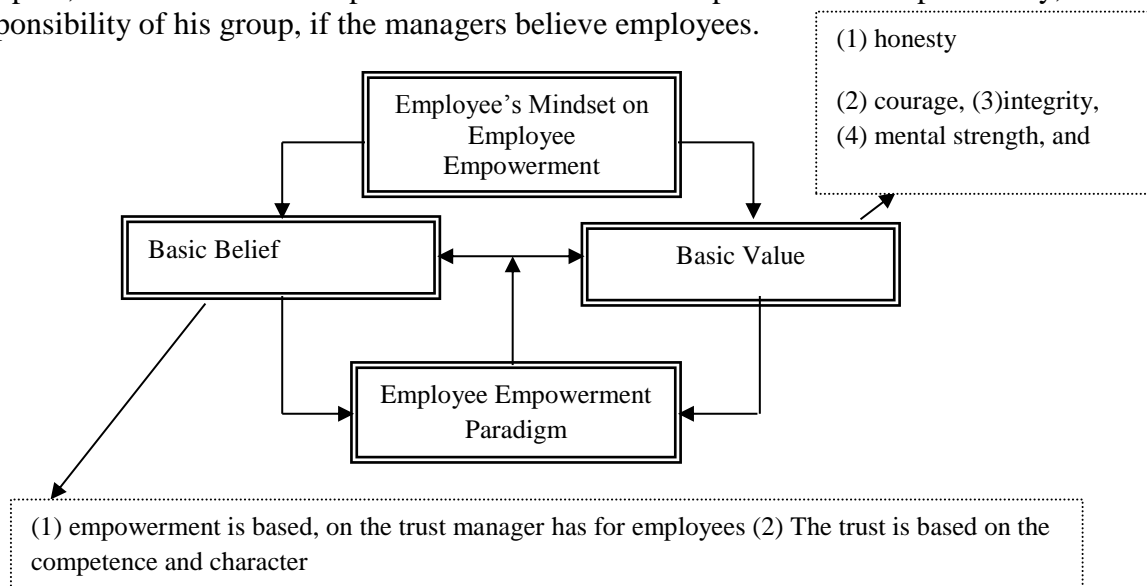 ponsibility of his group, if the managers believe employees.
(1) honesty
(2) courage, (3)integrity,
(4) mental strength, and
Employee's Mindset on
Employee
Empowerment
Basic Belief
Basic Value
Employee Empowerment
Paradigm
(1) empowerment is based, on the trust manager has for employees (2) The trust is based on the
competence and character